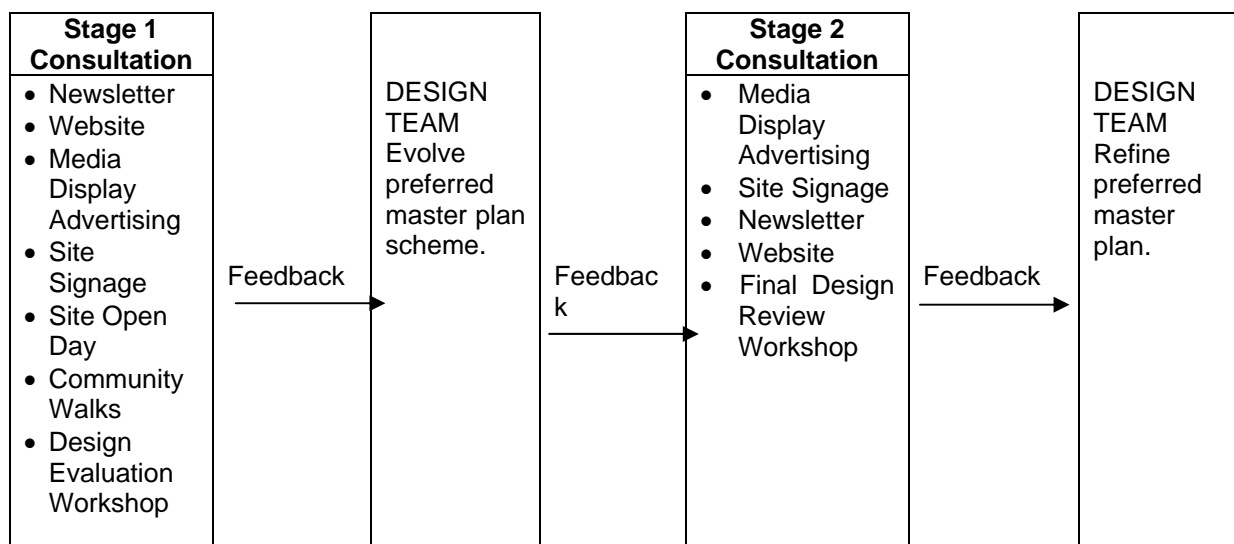 Stage 1
Consultation
• Newsletter
• Website
• Media
Display
Advertising
• Site
Signage
• Site Open
Day
• Community
Walks
• Design
Evaluation
Workshop
Feedback
DESIGN
TEAM
Evolve
preferred
master plan
scheme.
Feedbac
k
Stage 2
Consultation
• Media
Display
Advertising
• Site Signage
• Newsletter
• Website
• Final Design
Review
Workshop
Feedback
DESIGN
TEAM
Refine
preferred
master
plan.